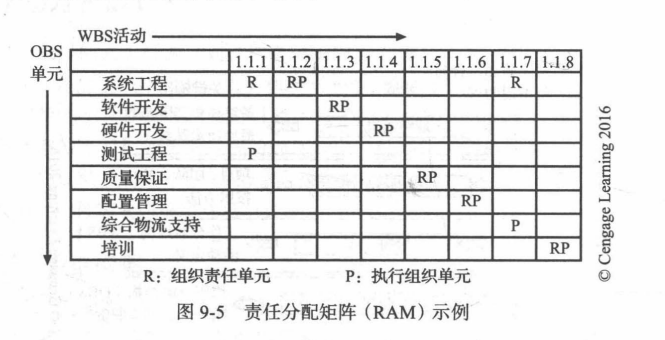 WBS活动
OBS
单元
1.1.1 1.1.2 1.1.3 1.1.4 1.1.5 1.1.6 1.1.7 1.1.8
系统工程 R RP R
软件开发 RP
硬件开发 RP
测试工程 P
质量保证 RP
配置管理 RP
综合物流支持 P
培训 RP
R：组织责任单元 P：执行组织单元
图 9-5 责任分配矩阵（RAM）示例
© Cengage Learning 2016